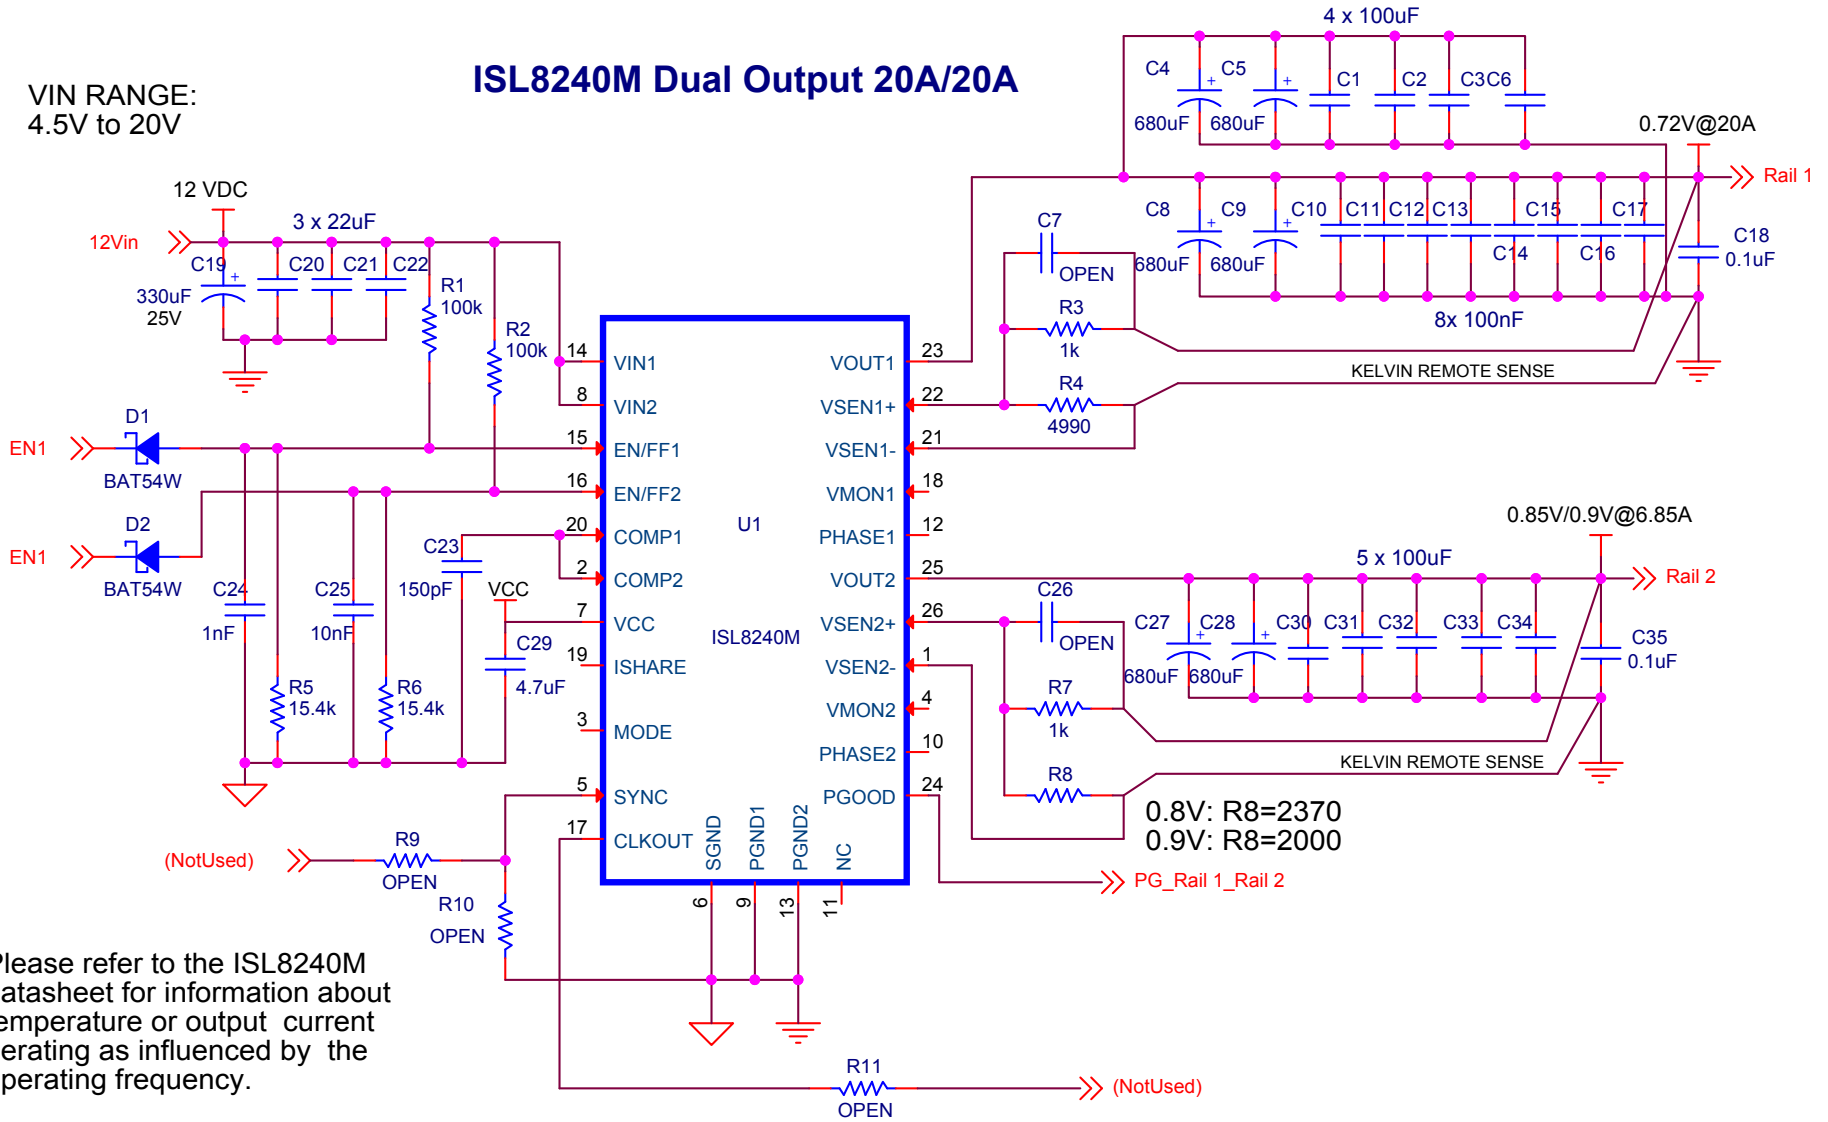 4 x 100uF
ISL8240M Dual Output 20A/20A
VIN RANGE:
4.5V to 20V
C4
+
C5
+
C1
C2
C3
C6
680uF
680uF
0.72V@20A
Rail 1
12 VDC
3 x 22uF
12Vin
C19
+
C20
C21
C22
330uF
25V
R1
100k
R2
100k
C8
+
C9
+
C10
C11
C12
C13
C14
C15
C16
C17
680uF
680uF
8x 100nF
C18
0.1uF
C7
OPEN
R3
1k
R4
4990
KELVIN REMOTE SENSE
14
VIN1
8
VIN2
15
EN/FF1
16
EN/FF2
20
COMP1
2
COMP2
7
VCC
19
ISHARE
3
MODE
5
SYNC
17
CLKOUT
U1
ISL8240M
VOUT1
23
VSEN1+
22
VSEN1-
21
VMON1
18
PHASE1
12
VOUT2
25
VSEN2+
26
VSEN2-
1
VMON2
4
PHASE2
10
PGOOD
24
SGND
PGND1
PGND2
NC
6
9
13
11
EN1
D1
BAT54W
EN1
D2
BAT54W
C23
150pF
VCC
C24
1nF
C25
10nF
C29
4.7uF
R5
15.4k
R6
15.4k
0.85V/0.9V@6.85A
5 x 100uF
Rail 2
C26
OPEN
C27
+
C28
+
C30
C31
C32
C33
C34
680uF
680uF
C35
0.1uF
R7
1k
R8
KELVIN REMOTE SENSE
0.8V: R8=2370
0.9V: R8=2000
PG_Rail 1_Rail 2
(NotUsed)
R9
OPEN
R10
OPEN
Please refer to the ISL8240M
atasheet for information about
emperature or output current
erating as influenced by the
perating frequency.
R11
OPEN
(NotUsed)